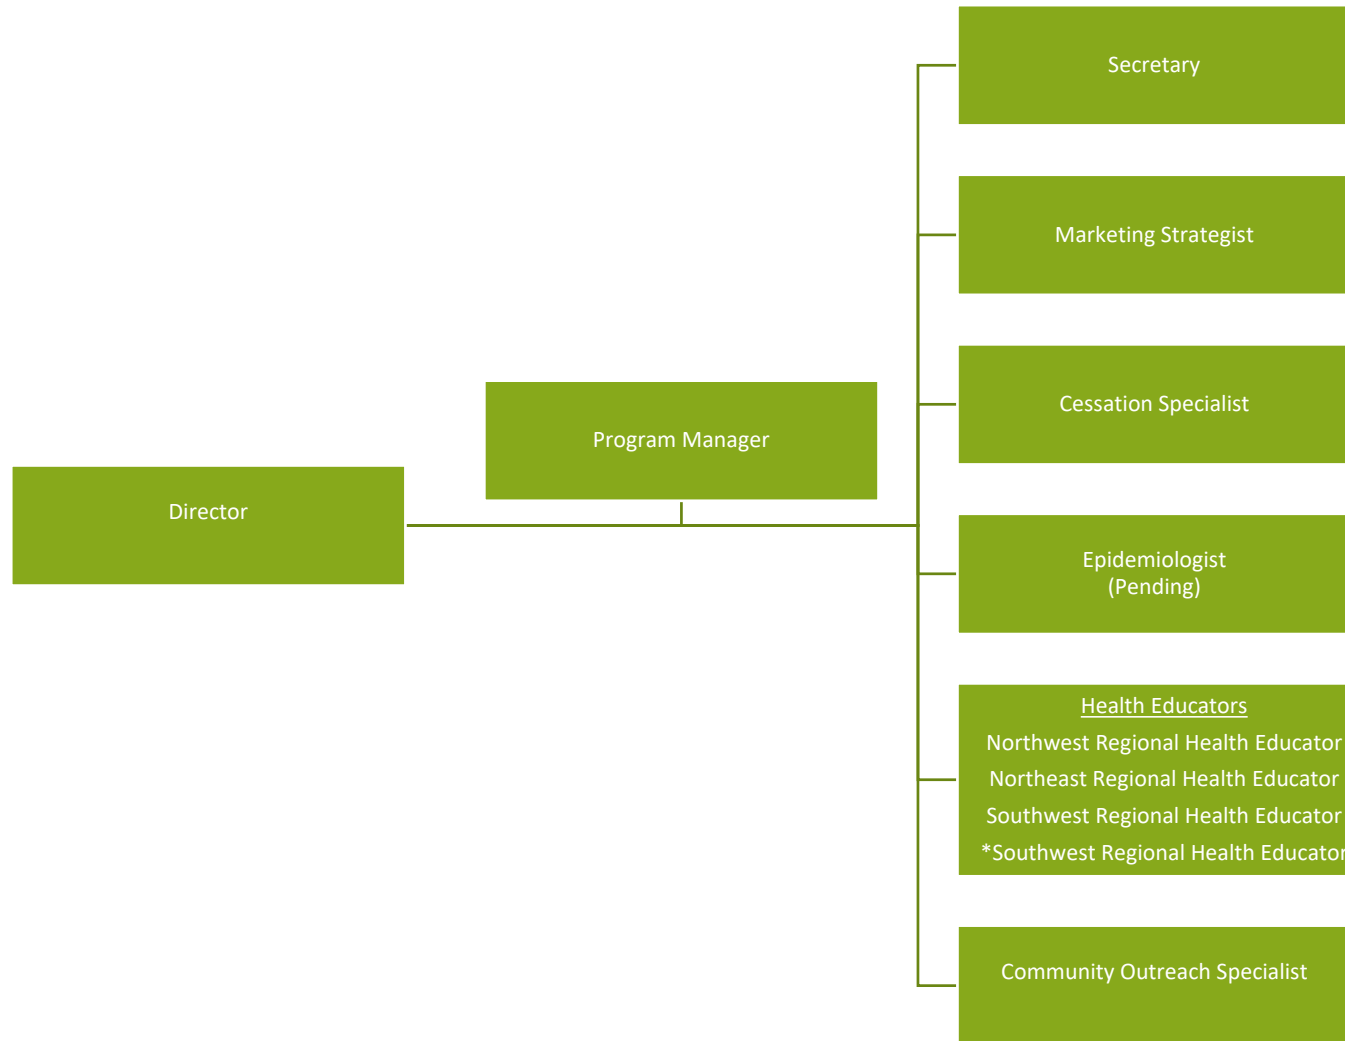 Director
Program Manager
Secretary
Marketing Strategist
Cessation Specialist
Epidemiologist
(Pending)
Health Educators
Northwest Regional Health Educator
Northeast Regional Health Educator
Southwest Regional Health Educator
*Southwest Regional Health Educator
Community Outreach Specialist